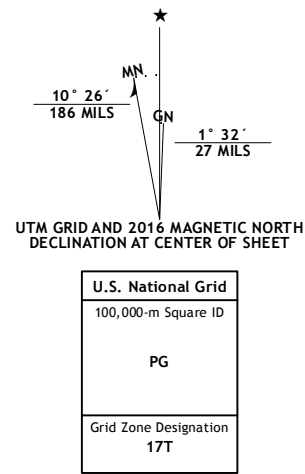 ★
MN
GN
10° 26´
186 MILS
1° 32´
27 MILS
UTM GRID AND 2016 MAGNETIC NORTH
DECLINATION AT CENTER OF SHEET
U.S. National Grid
100,000-m Square ID
PG
Grid Zone Designation
17T